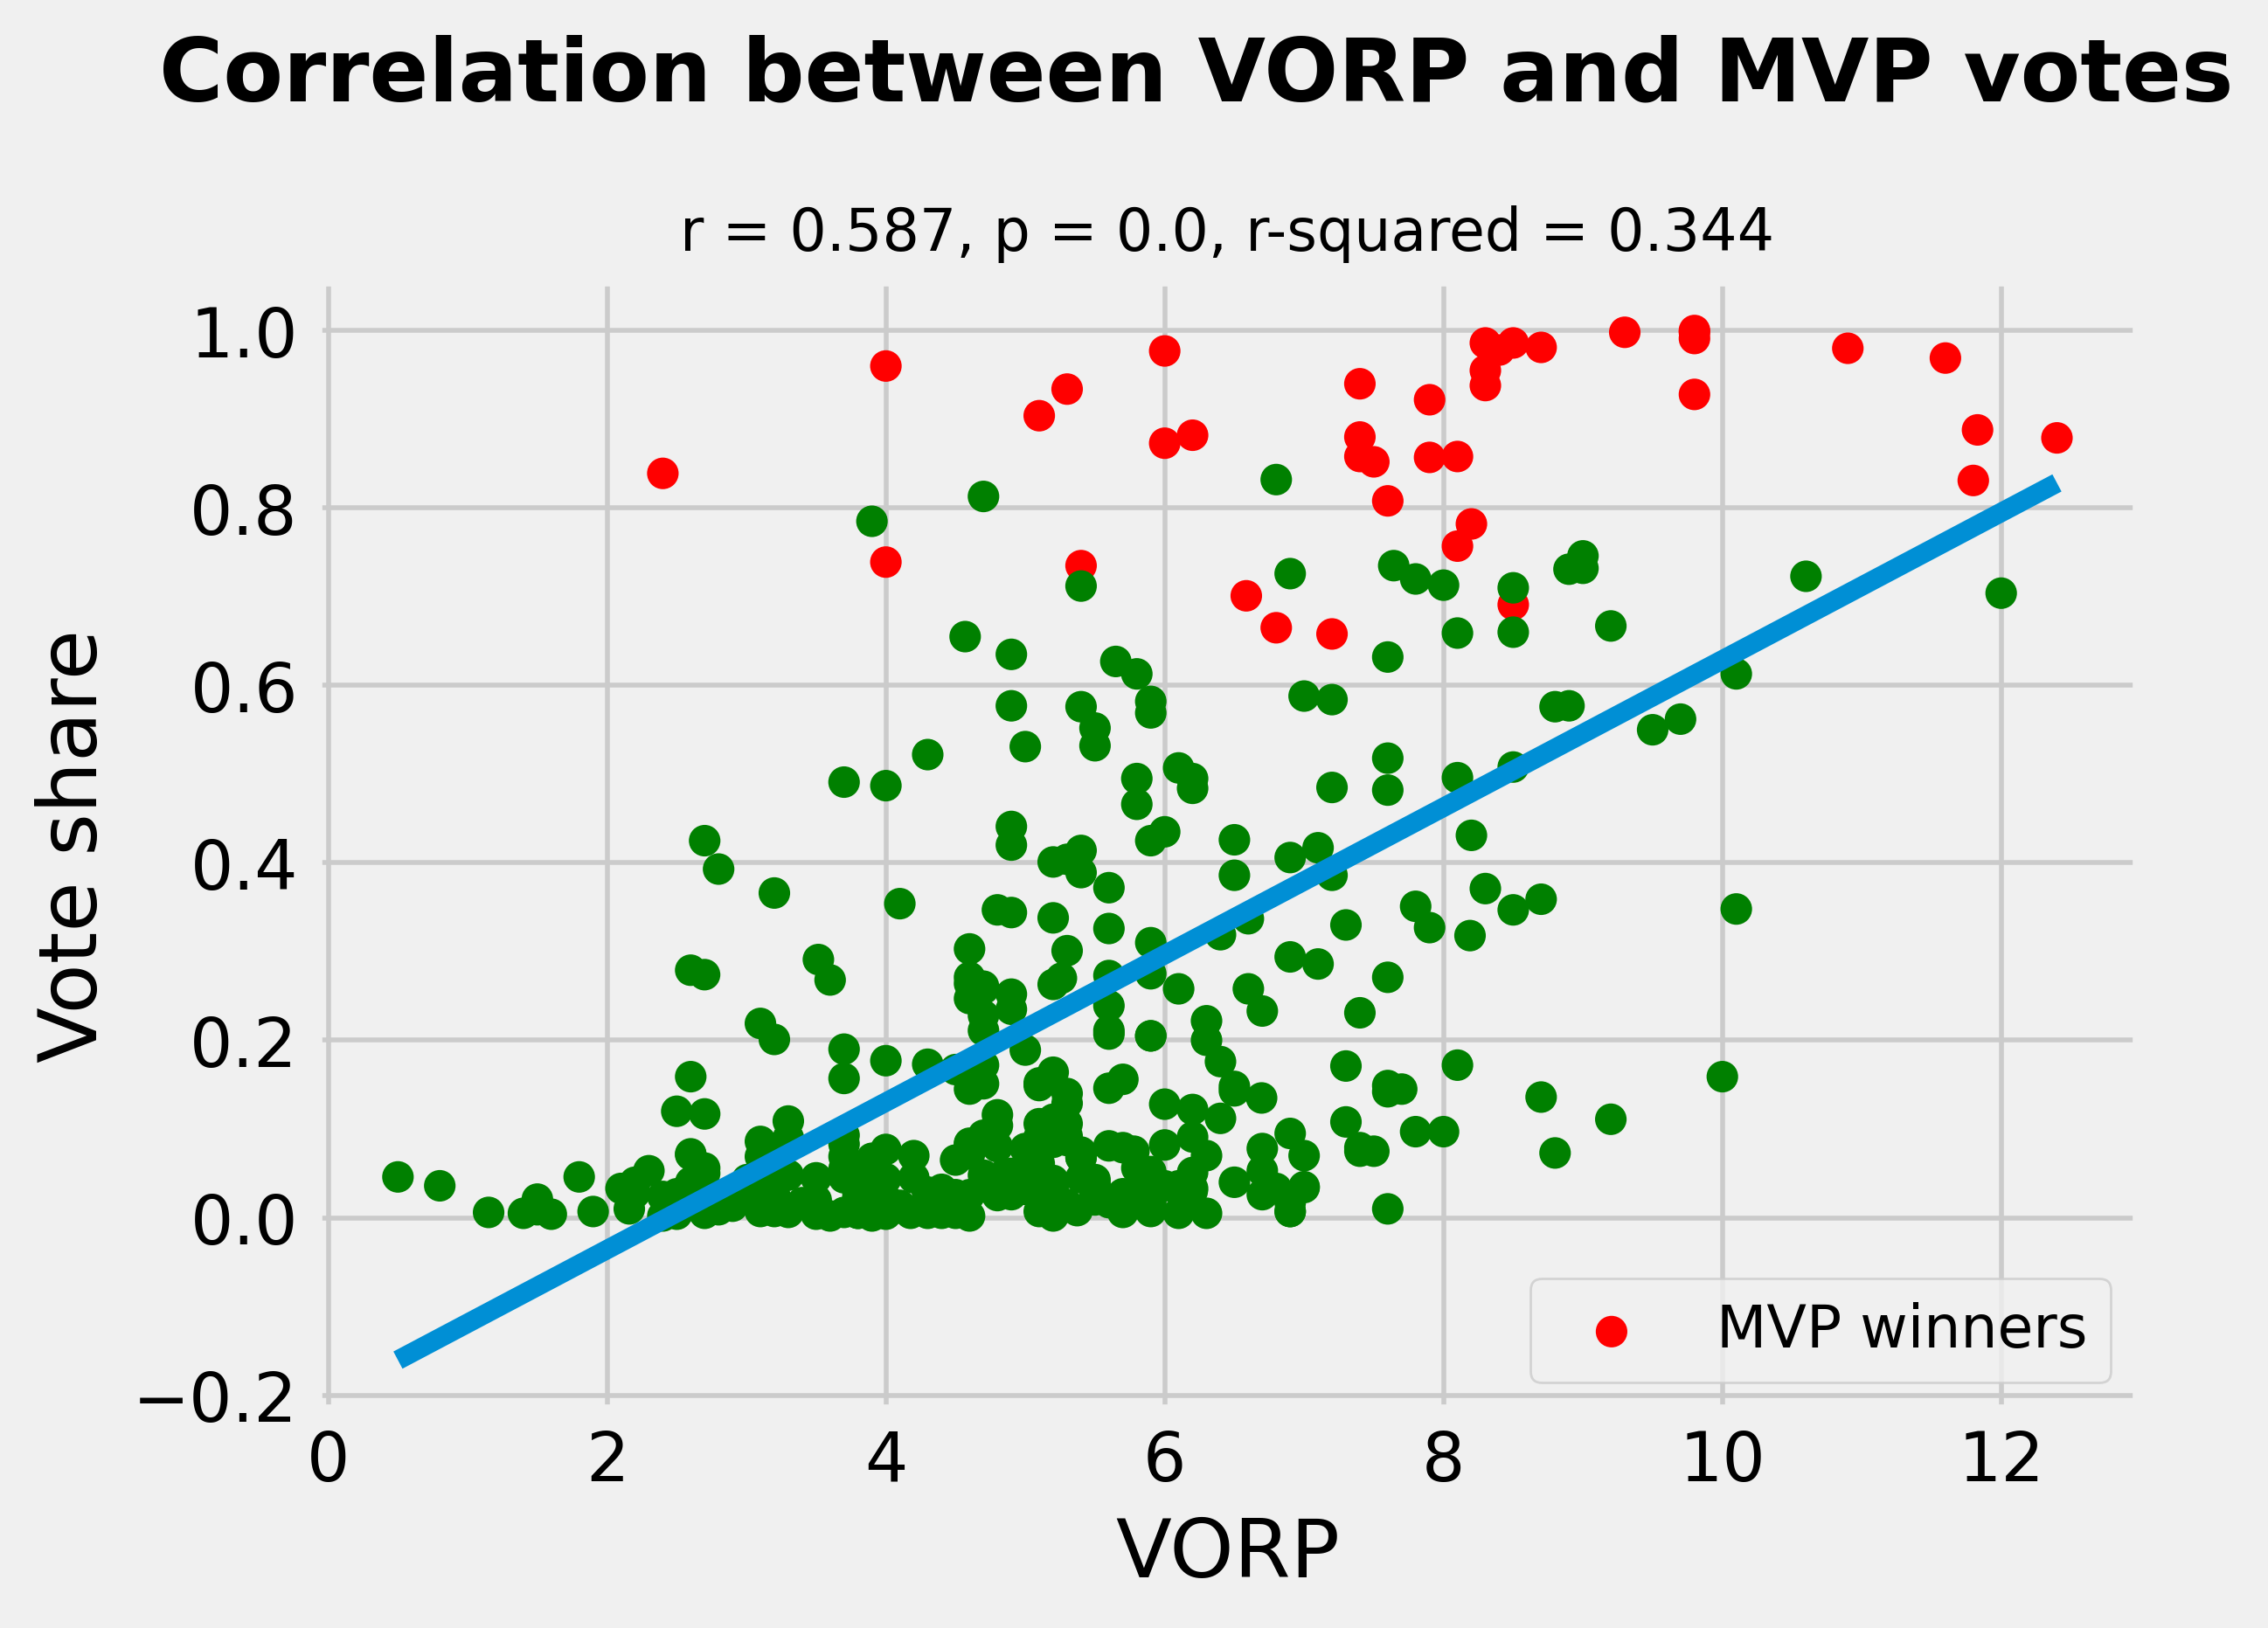 Correlation between VORP and MVP votes
r = 0.587, p = 0.0, r-squared = 0.344
1.0
0.8
0.6
0.4
0.2
0.0
−0.2
Vote share
0 2 4 6 8 10 12
VORP
MVP winners